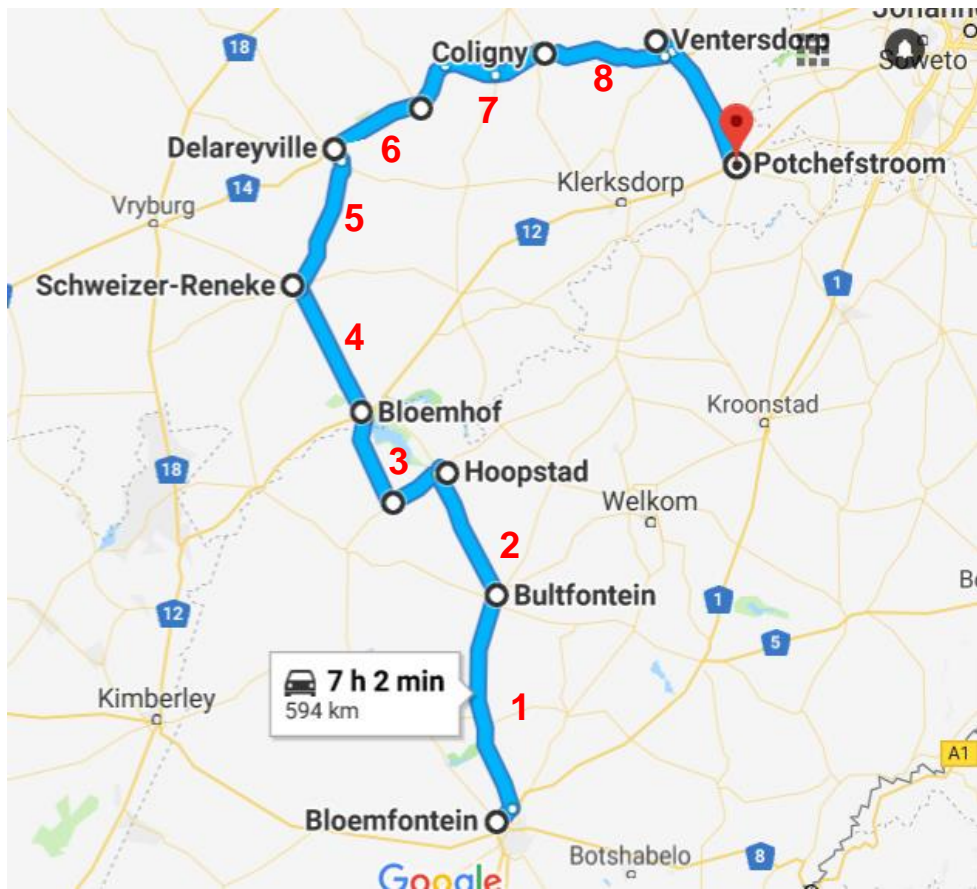 Johann
18
Coligny
Ventersdorp
Soweto
8
7
6
Delareyville
Potchefstroom
Klerksdorp
14
5
Vryburg
12
1
Schweizer-Reneke
4
Kroonstad
Bloemhof
3
18
Hoopstad
Welkom
2
Bultfontein
Be
1
12
5
7 h 2 min
594 km
Kimberley
1
A1
Bloemfontein
Botshabelo
8
Google